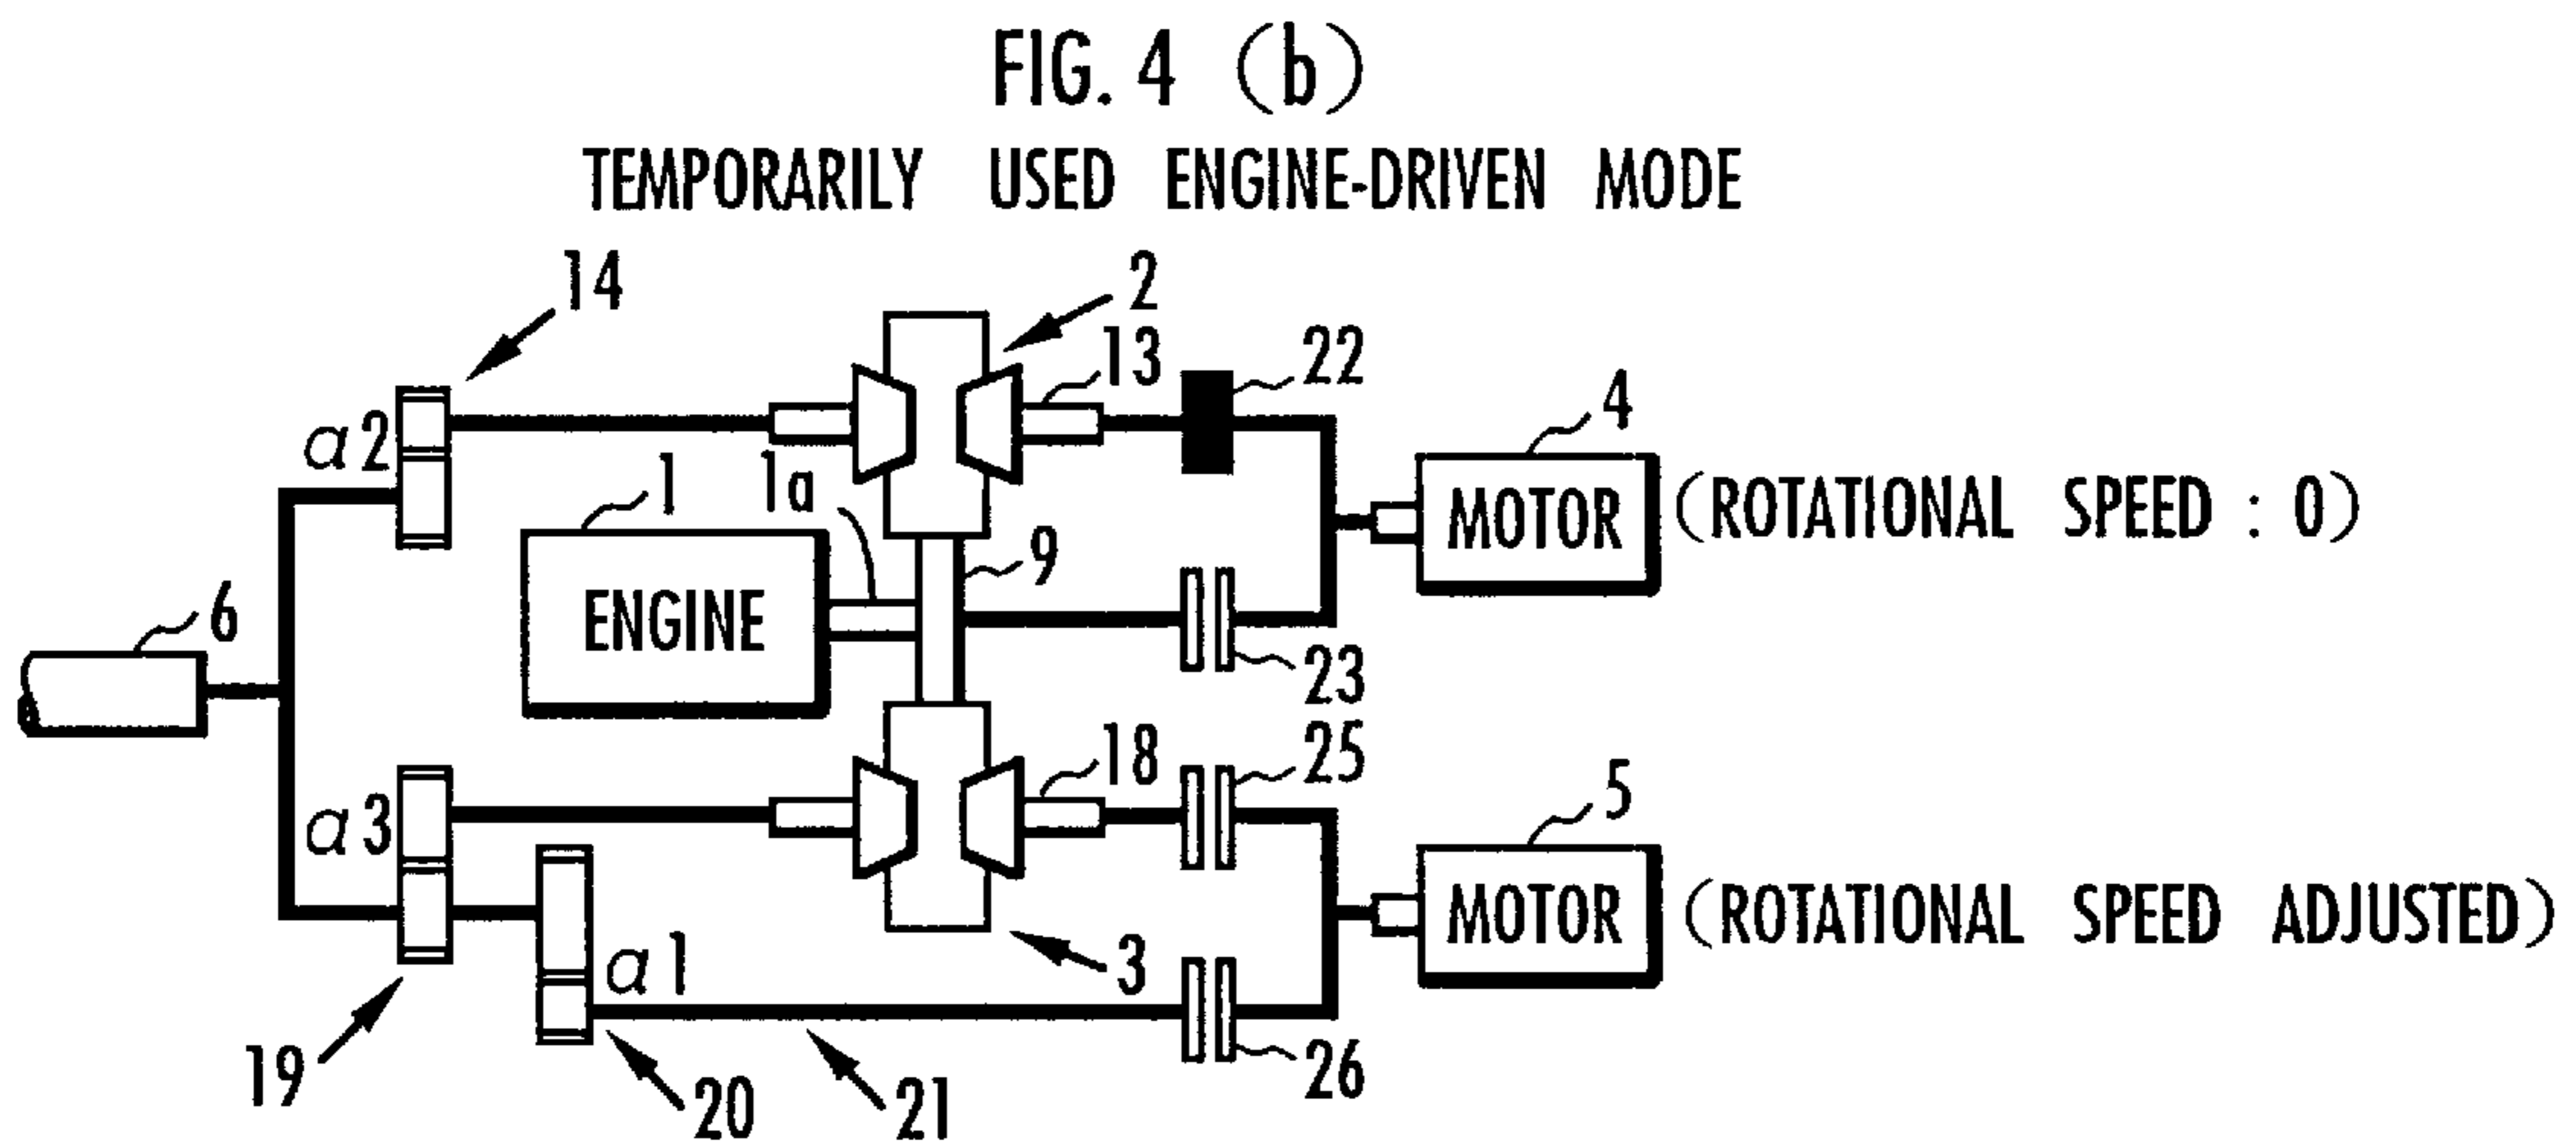 FIG. 4 (b)
TEMPORARILY USED ENGINE-DRIVEN MODE
14
2
13
22
4
α2
1
1a
MOTOR (ROTATIONAL SPEED : 0)
9
6
ENGINE
23
25
18
5
α3
MOTOR (ROTATIONAL SPEED ADJUSTED)
α1
3
19
20
21
26